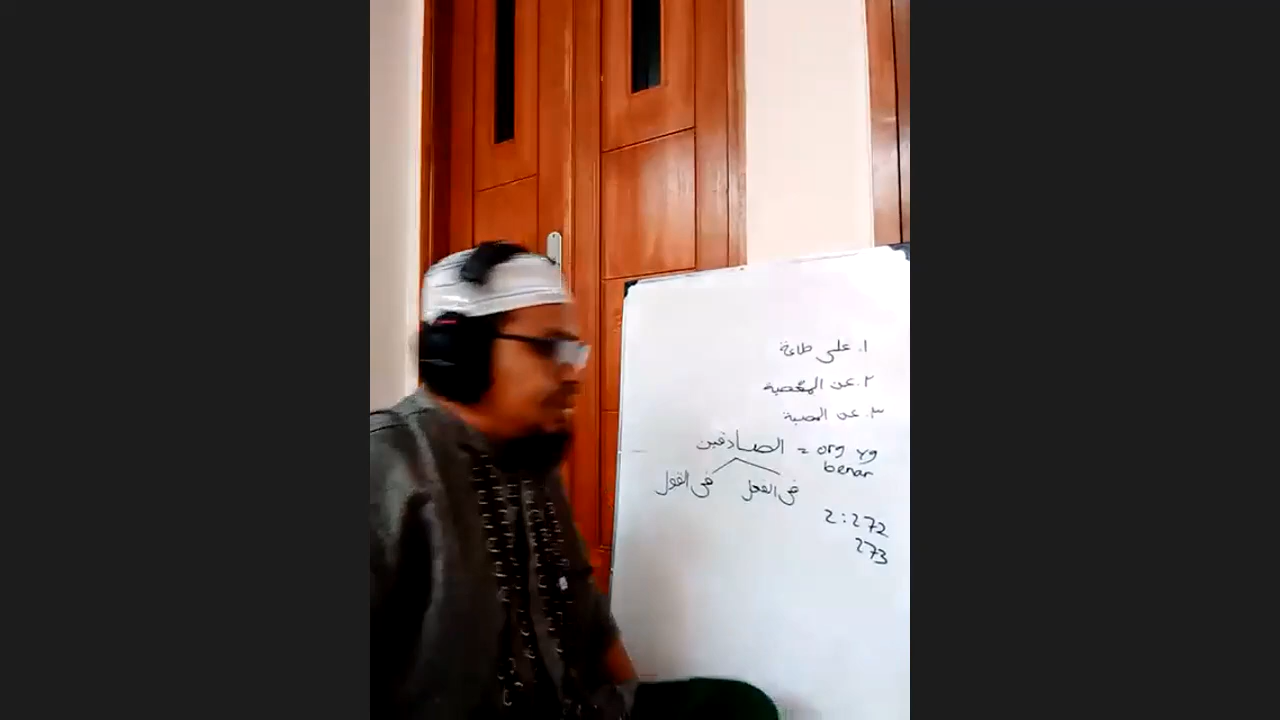 ١. على طاعة
٢. عن المعصية
٣. عن المصيبة
الصادقين = org yg
benar
في الفعل في القول
2:272
273